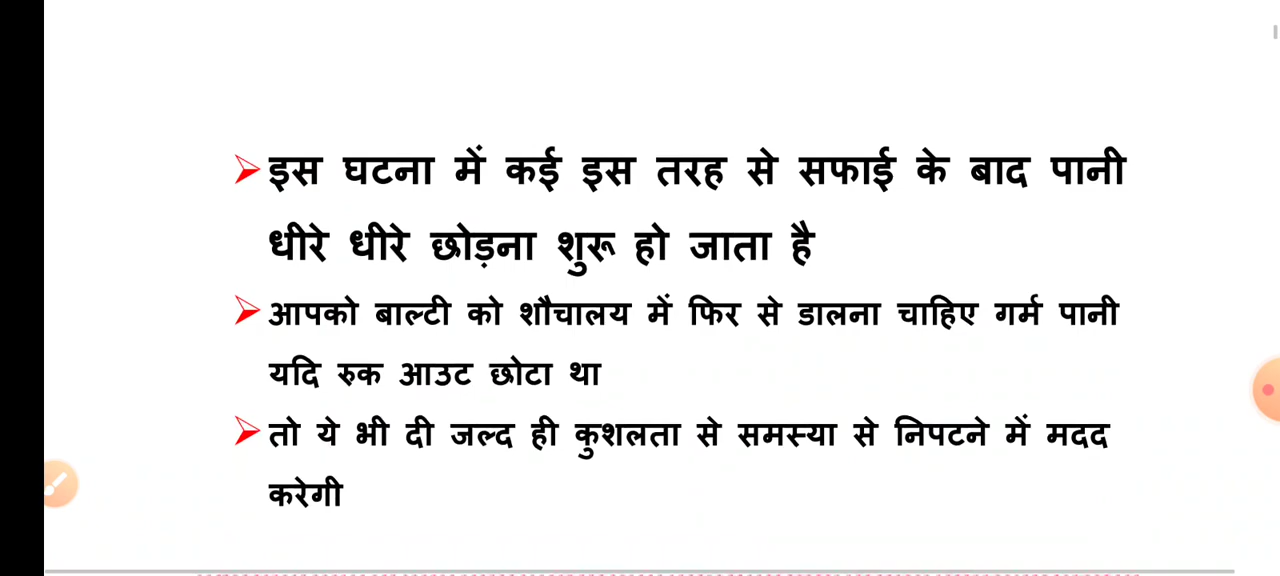 इस घटना में कई इस तरह से सफाई के बाद पानी
धीरे धीरे छोड़ना शुरू हो जाता है
आपको बाल्टी को शौचालय में फिर से डालना चाहिए गर्म पानी
यदि रुक आउट छोटा था
तो ये भी दी जल्द ही कुशलता से समस्या से निपटने में मदद
करेगी